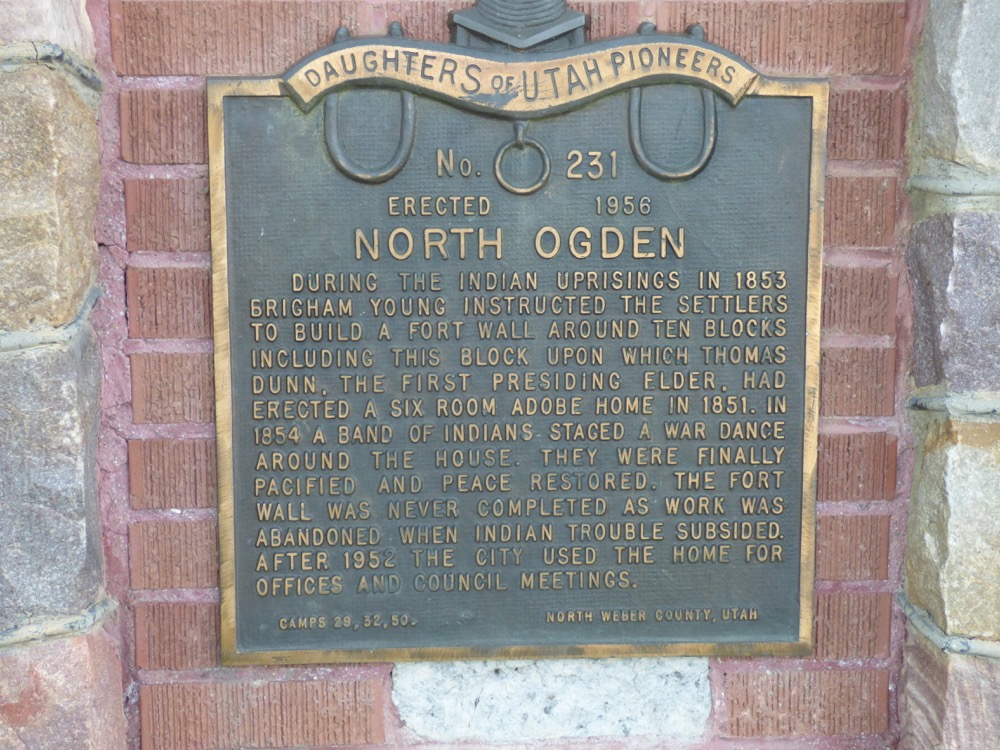 DAUGHTERS OF UTAH PIONEERS
No. 231
ERECTED 1956
NORTH OGDEN
DURING THE INDIAN UPRISINGS IN 1853
BRIGHAM YOUNG INSTRUCTED THE SETTLERS
TO BUILD A FORT WALL AROUND TEN BLOCKS
INCLUDING THIS BLOCK UPON WHICH THOMAS
DUNN, THE FIRST PRESIDING ELDER, HAD
ERECTED A SIX ROOM ADOBE HOME IN 1851. IN
1854 A BAND OF INDIANS STAGED A WAR DANCE
AROUND THE HOUSE. THEY WERE FINALLY
PACIFIED AND PEACE RESTORED. THE FORT
WALL WAS NEVER COMPLETED AS WORK WAS
ABANDONED WHEN INDIAN TROUBLE SUBSIDED.
AFTER 1952 THE CITY USED THE HOME FOR
OFFICES AND COUNCIL MEETINGS.
CAMPS 29, 32, 50. NORTH WEBER COUNTY, UTAH